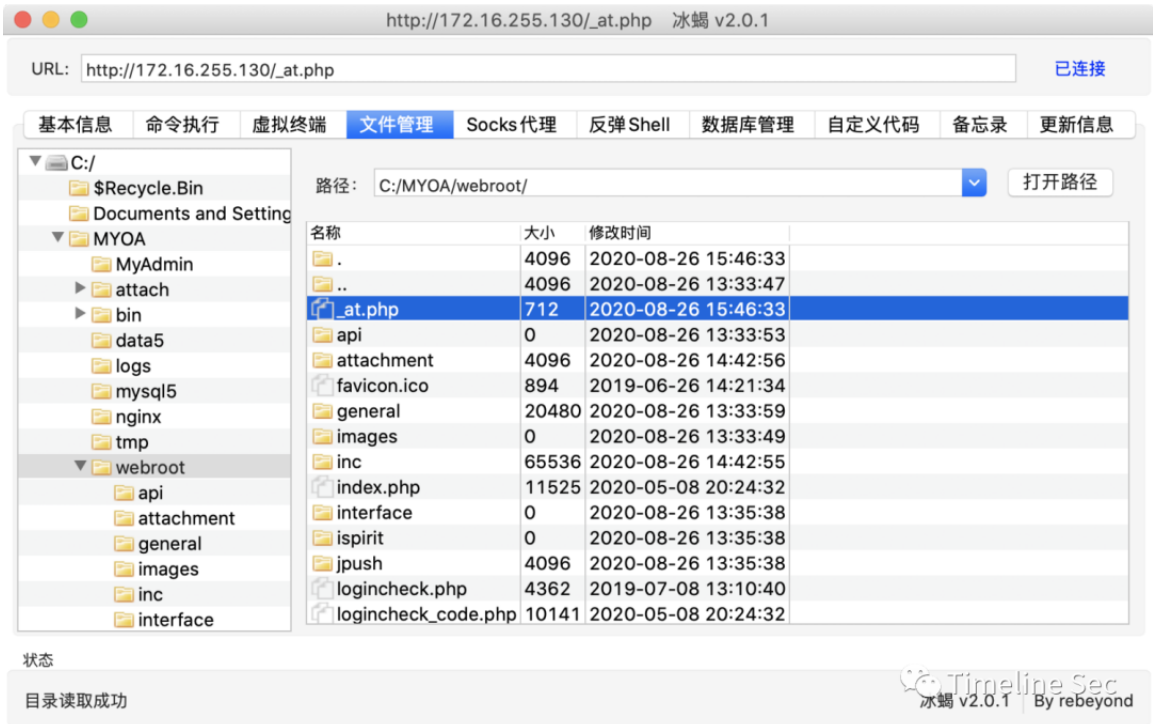 http://172.16.255.130/_at.php 冰蝎 v2.0.1
URL: http://172.16.255.130/_at.php 已连接
基本信息 命令执行 虚拟终端 文件管理 Socks代理 反弹Shell 数据库管理 自定义代码 备忘录 更新信息
C:/
$Recycle.Bin
Documents and Setting
MYOA
MyAdmin
attach
bin
data5
logs
mysql5
nginx
tmp
webroot
api
attachment
general
images
inc
interface
路径： C:/MYOA/webroot/ 打开路径
名称 大小 修改时间
. 4096 2020-08-26 15:46:33
.. 4096 2020-08-26 13:33:47
_at.php 712 2020-08-26 15:46:33
api 0 2020-08-26 13:33:53
attachment 4096 2020-08-26 14:42:56
favicon.ico 894 2019-06-26 14:21:34
general 20480 2020-08-26 13:33:59
images 0 2020-08-26 13:33:49
inc 65536 2020-08-26 14:42:55
index.php 11525 2020-05-08 20:24:32
interface 0 2020-08-26 13:35:38
ispirit 0 2020-08-26 13:35:38
jpush 4096 2020-08-26 13:35:38
logincheck.php 4362 2019-07-08 13:10:40
logincheck_code.php 10141 2020-05-08 20:24:32
状态
Timeline Sec
目录读取成功 冰蝎 v2.0.1 By rebeyond